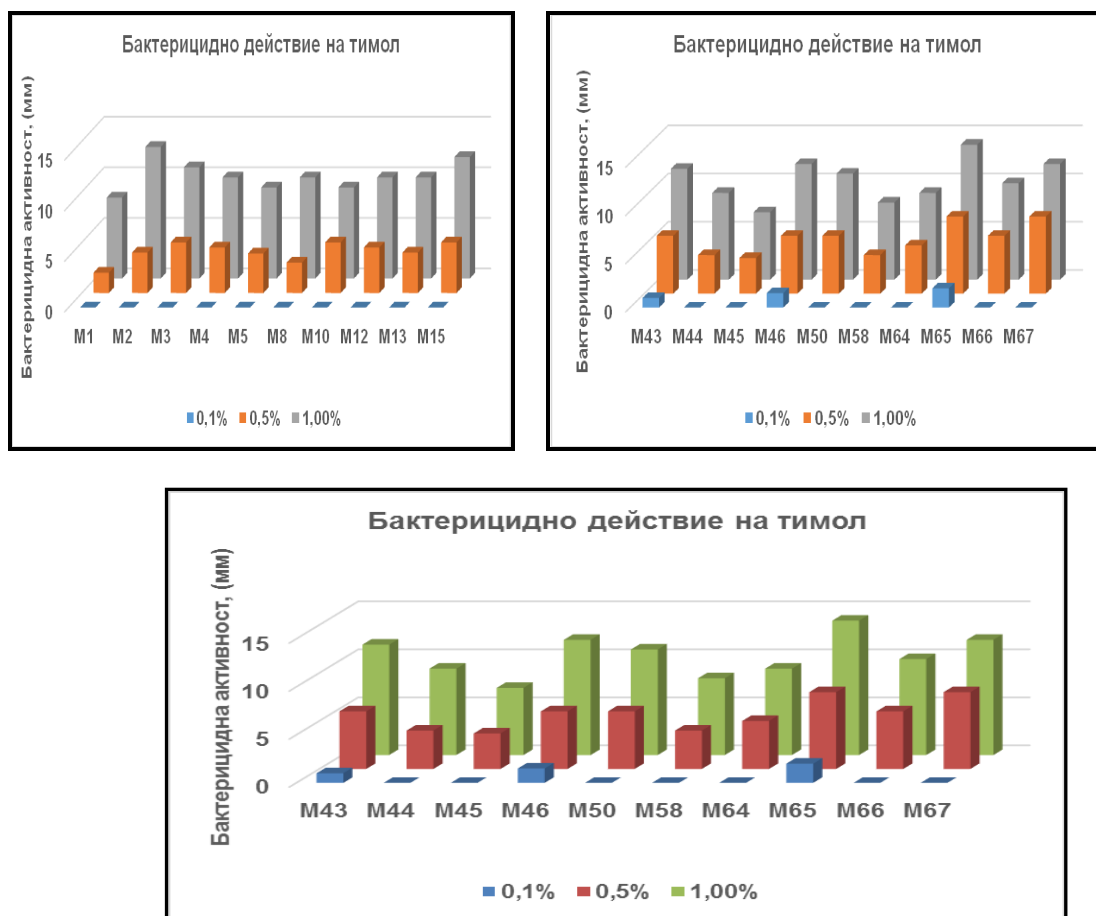 Бактерицидно действие на тимол
Бактерицидна активност, (мм)
15
10
5
0
M1 M2 M3 M4 M5 M8 M10 M12 M13 M15
0,1% 0,5% 1,00%
Бактерицидно действие на тимол
Бактерицидна активност, (мм)
15
10
5
0
M43 M44 M45 M46 M50 M58 M64 M65 M66 M67
0,1% 0,5% 1,00%
Бактерицидно действие на тимол
Бактерицидна активност, (мм)
15
10
5
0
M43 M44 M45 M46 M50 M58 M64 M65 M66 M67
0,1% 0,5% 1,00%